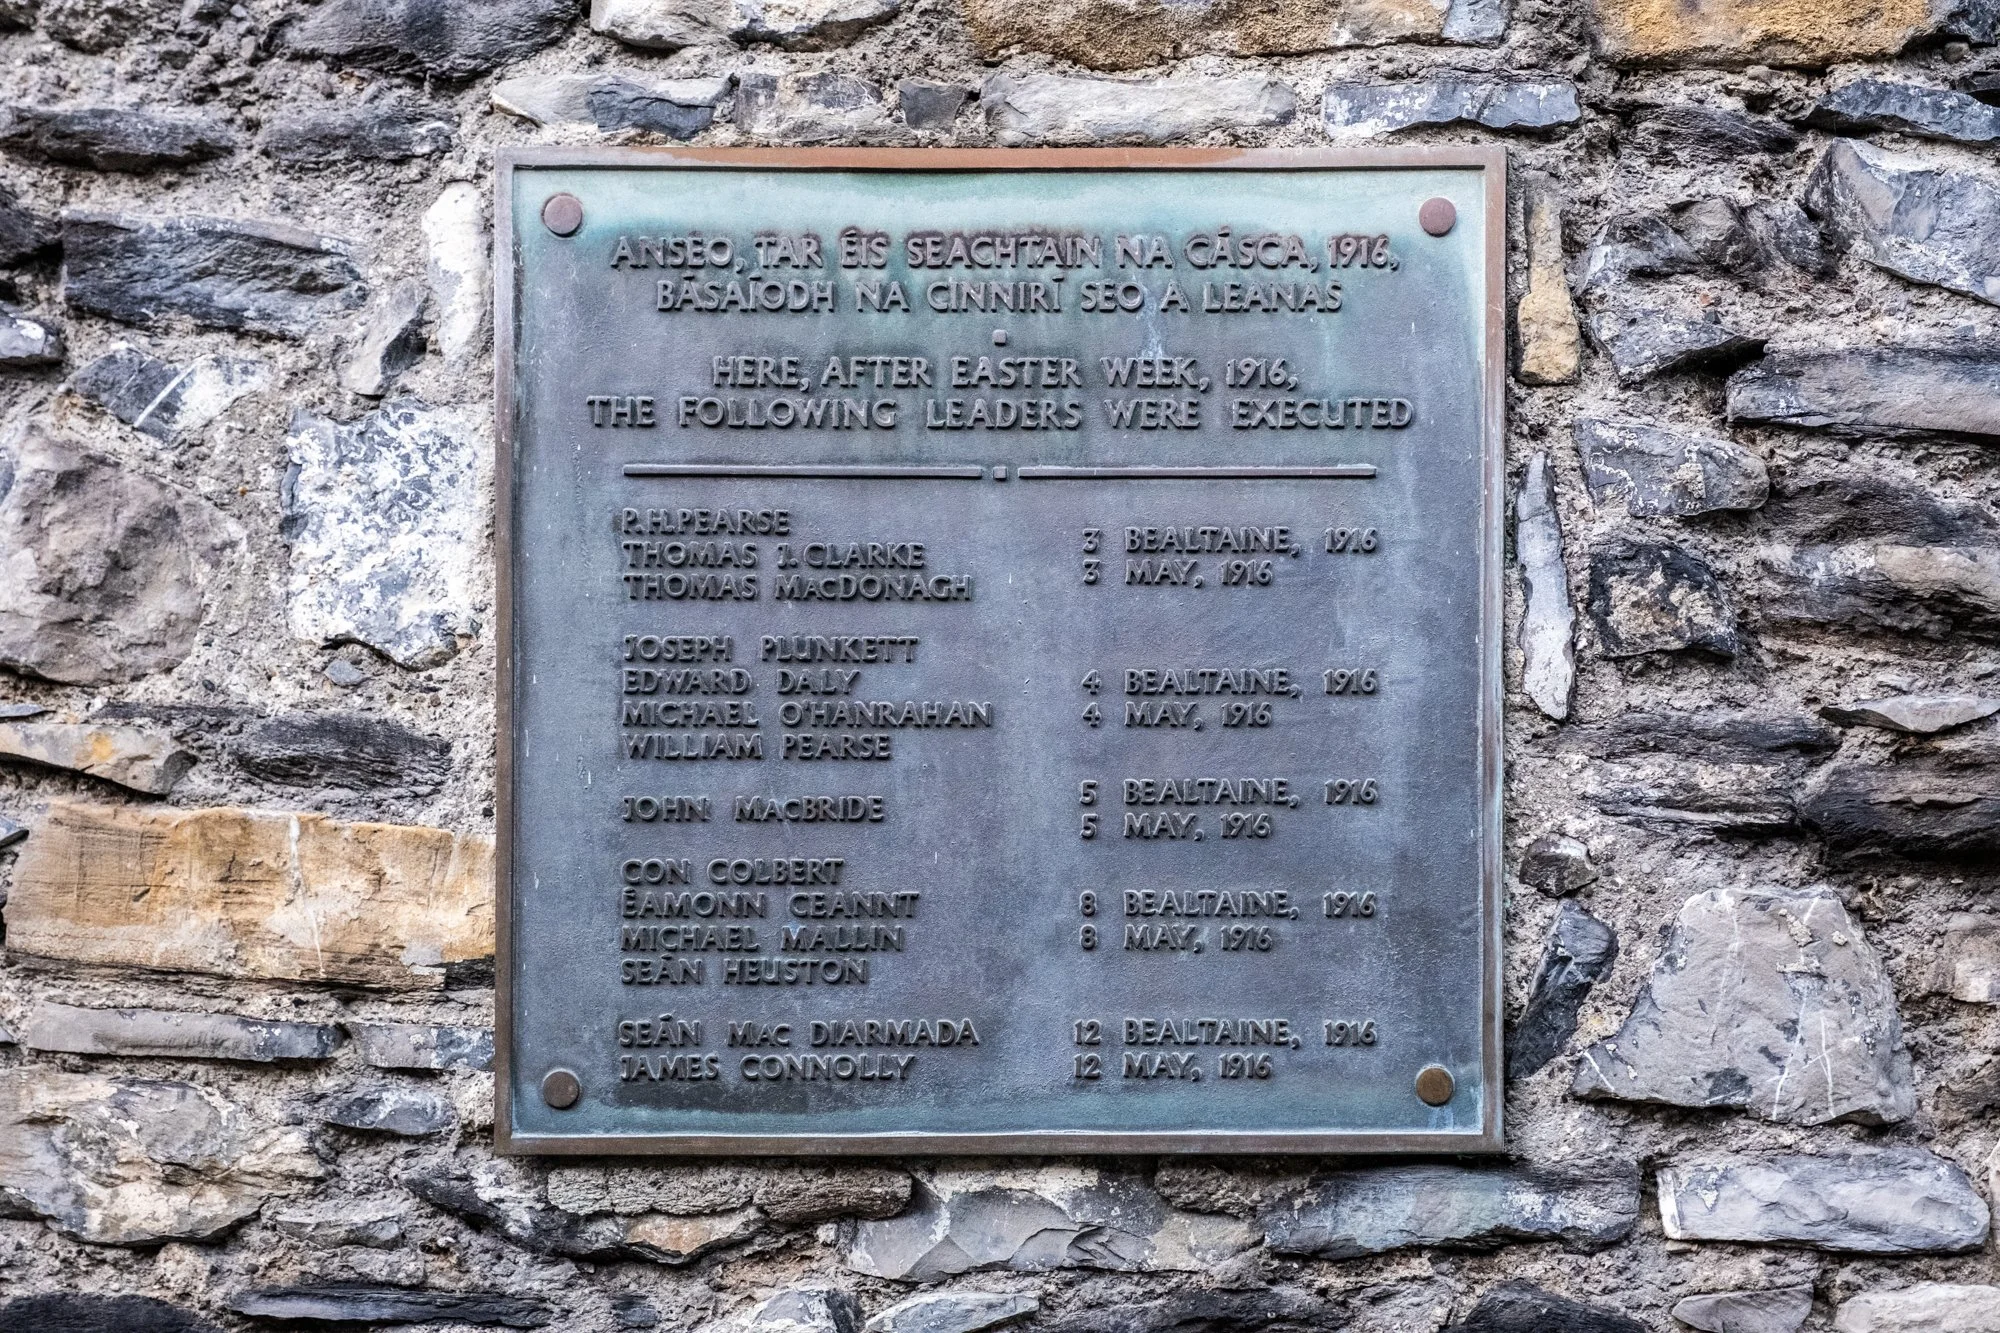 ANSEO, TAR ÉIS SEACHTAIN NA CÁSCA, 1916,
BÁSAÍODH NA CINNIRÍ SEO A LEANAS
HERE, AFTER EASTER WEEK, 1916,
THE FOLLOWING LEADERS WERE EXECUTED
P.H.PEARSE
THOMAS J.CLARKE
THOMAS MACDONAGH
3 BEALTAINE, 1916
3 MAY, 1916
JOSEPH PLUNKETT
EDWARD DALY
MICHAEL O'HANRAHAN
WILLIAM PEARSE
4 BEALTAINE, 1916
4 MAY, 1916
JOHN MACBRIDE
5 BEALTAINE, 1916
5 MAY, 1916
CON COLBERT
ÉAMONN CEANNT
MICHAEL MALLIN
SEÁN HEUSTON
8 BEALTAINE, 1916
8 MAY, 1916
SEÁN MAC DIARMADA
JAMES CONNOLLY
12 BEALTAINE, 1916
12 MAY, 1916